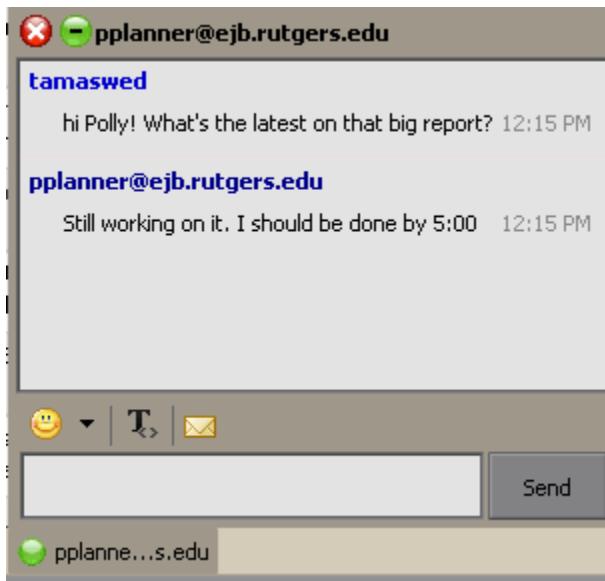 pplanner@ejb.rutgers.edu
tamaswed
hi Polly! What's the latest on that big report? 12:15 PM
pplanner@ejb.rutgers.edu
Still working on it. I should be done by 5:00 12:15 PM
T<>
Send
pplanne...s.edu